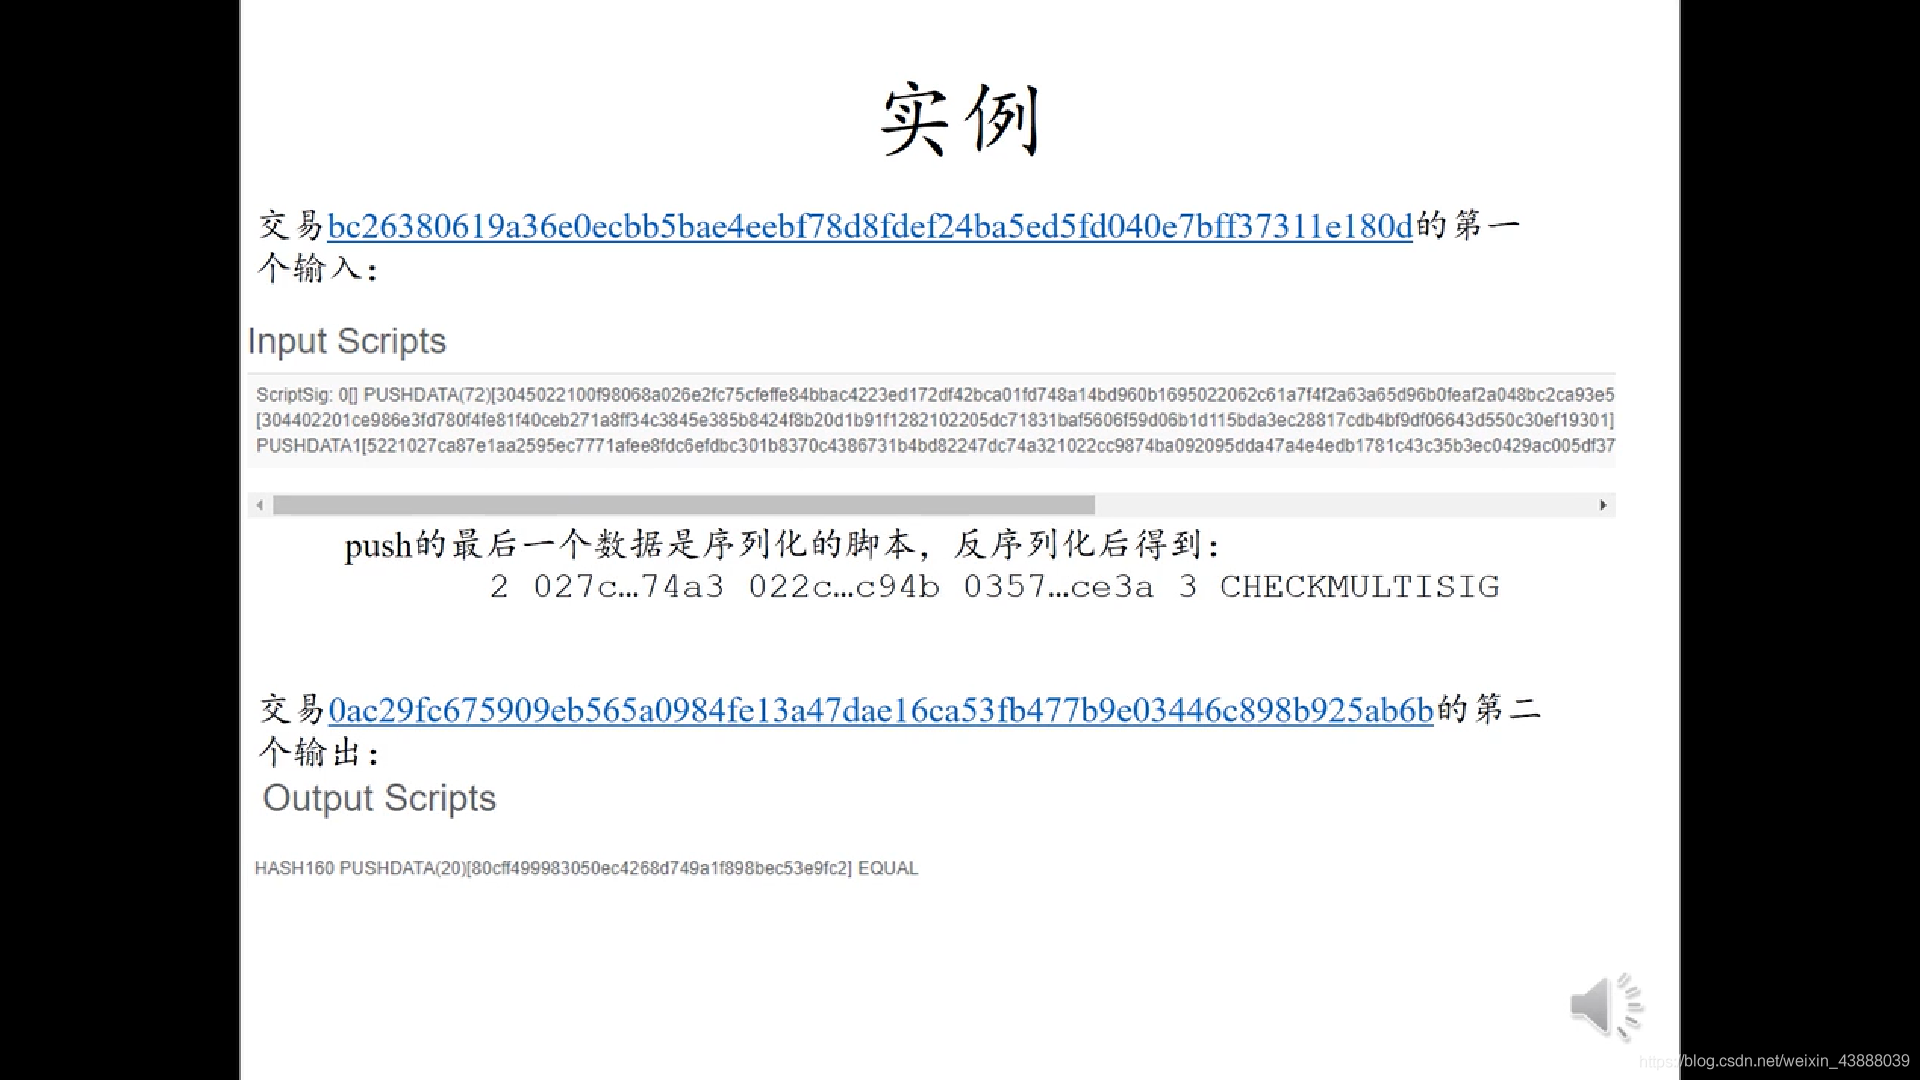 实例
交易bc26380619a36e0ecbb5bae4eebf78d8fdef24ba5ed5fd040e7bff37311e180d的第一
个输入：
Input Scripts
ScriptSig: 0[] PUSHDATA(72)[3045022100f98068a026e2fc75cfeffe84bbac4223ed172df42bca01fd748a14bd960b1695022062c61a7f4f2a63a65d96b0feaf2a048bc2ca93e5
[304402201ce986e3fd780f4fe81f40ceb271a8ff34c3845e385b8424f8b20d1b91f1282102205dc71831baf5606f59d06b1d115bda3ec28817cdb4bf9df06643d550c30ef19301]
PUSHDATA1[5221027ca87e1aa2595ec7771afee8fdc6efdbc301b8370c4386731b4bd82247dc74a321022cc9874ba092095dda47a4e4edb1781c43c35b3ec0429ac005df37
push的最后一个数据是序列化的脚本，反序列化后得到：
2 027c…74a3 022c…c94b 0357…ce3a 3 CHECKMULTISIG
交易0ac29fc675909eb565a0984fe13a47dae16ca53fb477b9e03446c898b925ab6b的第二
个输出：
Output Scripts
HASH160 PUSHDATA(20)[80cff499983050ec4268d749a1f898bec53e9fc2] EQUAL
https://blog.csdn.net/weixin_43888039